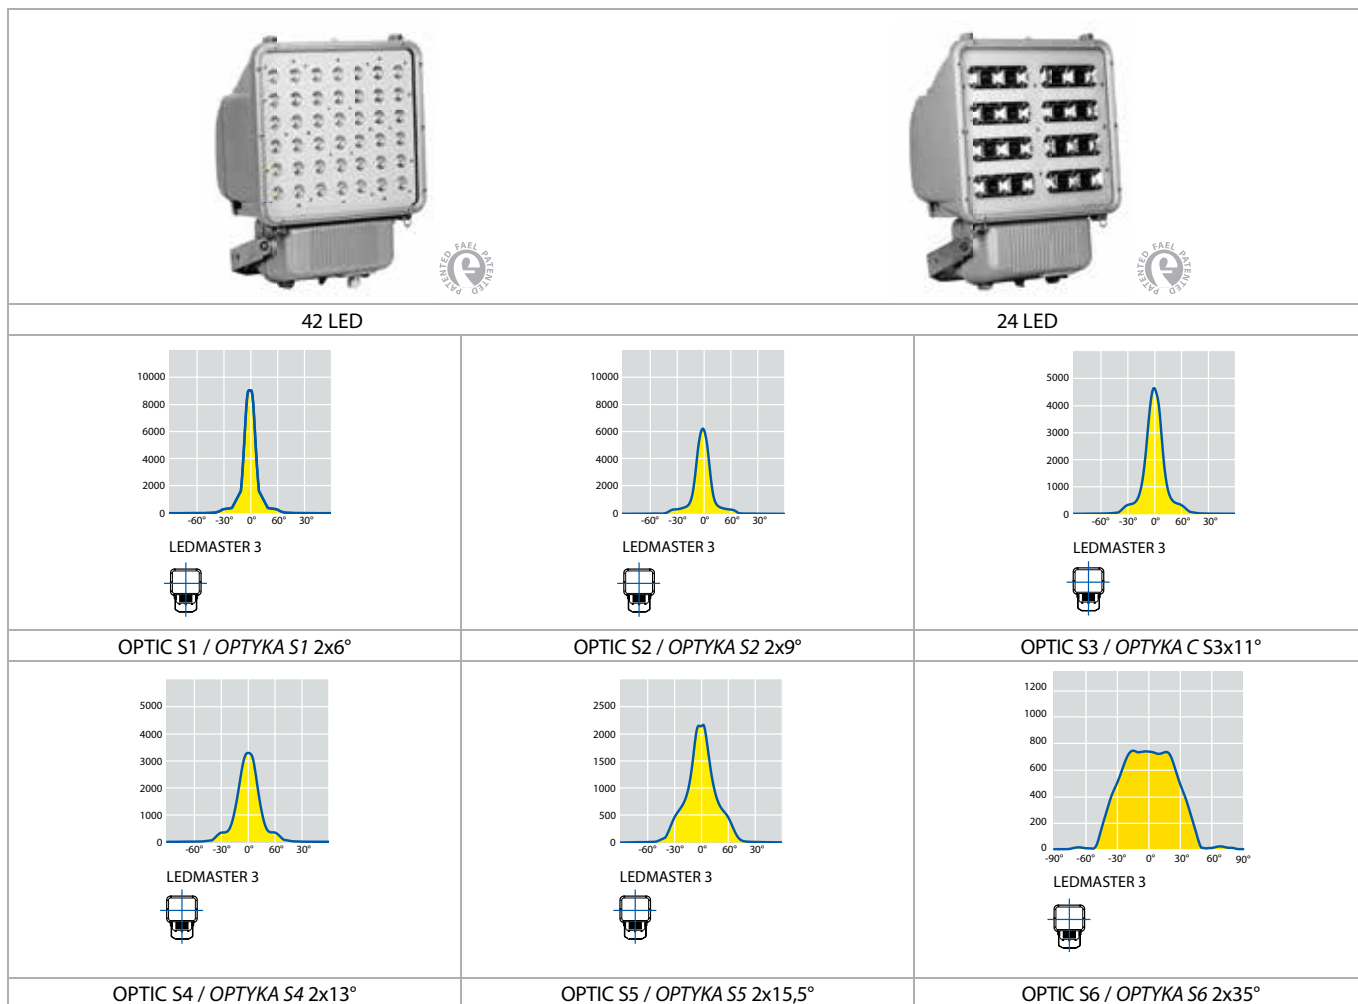 PATENTED FAEL PATENTED
PATENTED FAEL PATENTED
42 LED
24 LED
10000
8000
6000
4000
2000
0
-60° -30° 0° 60° 30°
LEDMASTER 3
10000
8000
6000
4000
2000
0
-60° -30° 0° 60° 30°
LEDMASTER 3
5000
4000
3000
2000
1000
0
-60° -30° 0° 60° 30°
LEDMASTER 3
OPTIC S1 / OPTYKA S1 2x6°
OPTIC S2 / OPTYKA S2 2x9°
OPTIC S3 / OPTYKA C S3x11°
5000
4000
3000
2000
1000
0
-60° -30° 0° 60° 30°
LEDMASTER 3
2500
2000
1500
1000
500
0
-60° -30° 0° 60° 30°
LEDMASTER 3
1200
1000
800
600
400
200
0
-90° -60° -30° 0° 30° 60° 90°
LEDMASTER 3
OPTIC S4 / OPTYKA S4 2x13°
OPTIC S5 / OPTYKA S5 2x15,5°
OPTIC S6 / OPTYKA S6 2x35°